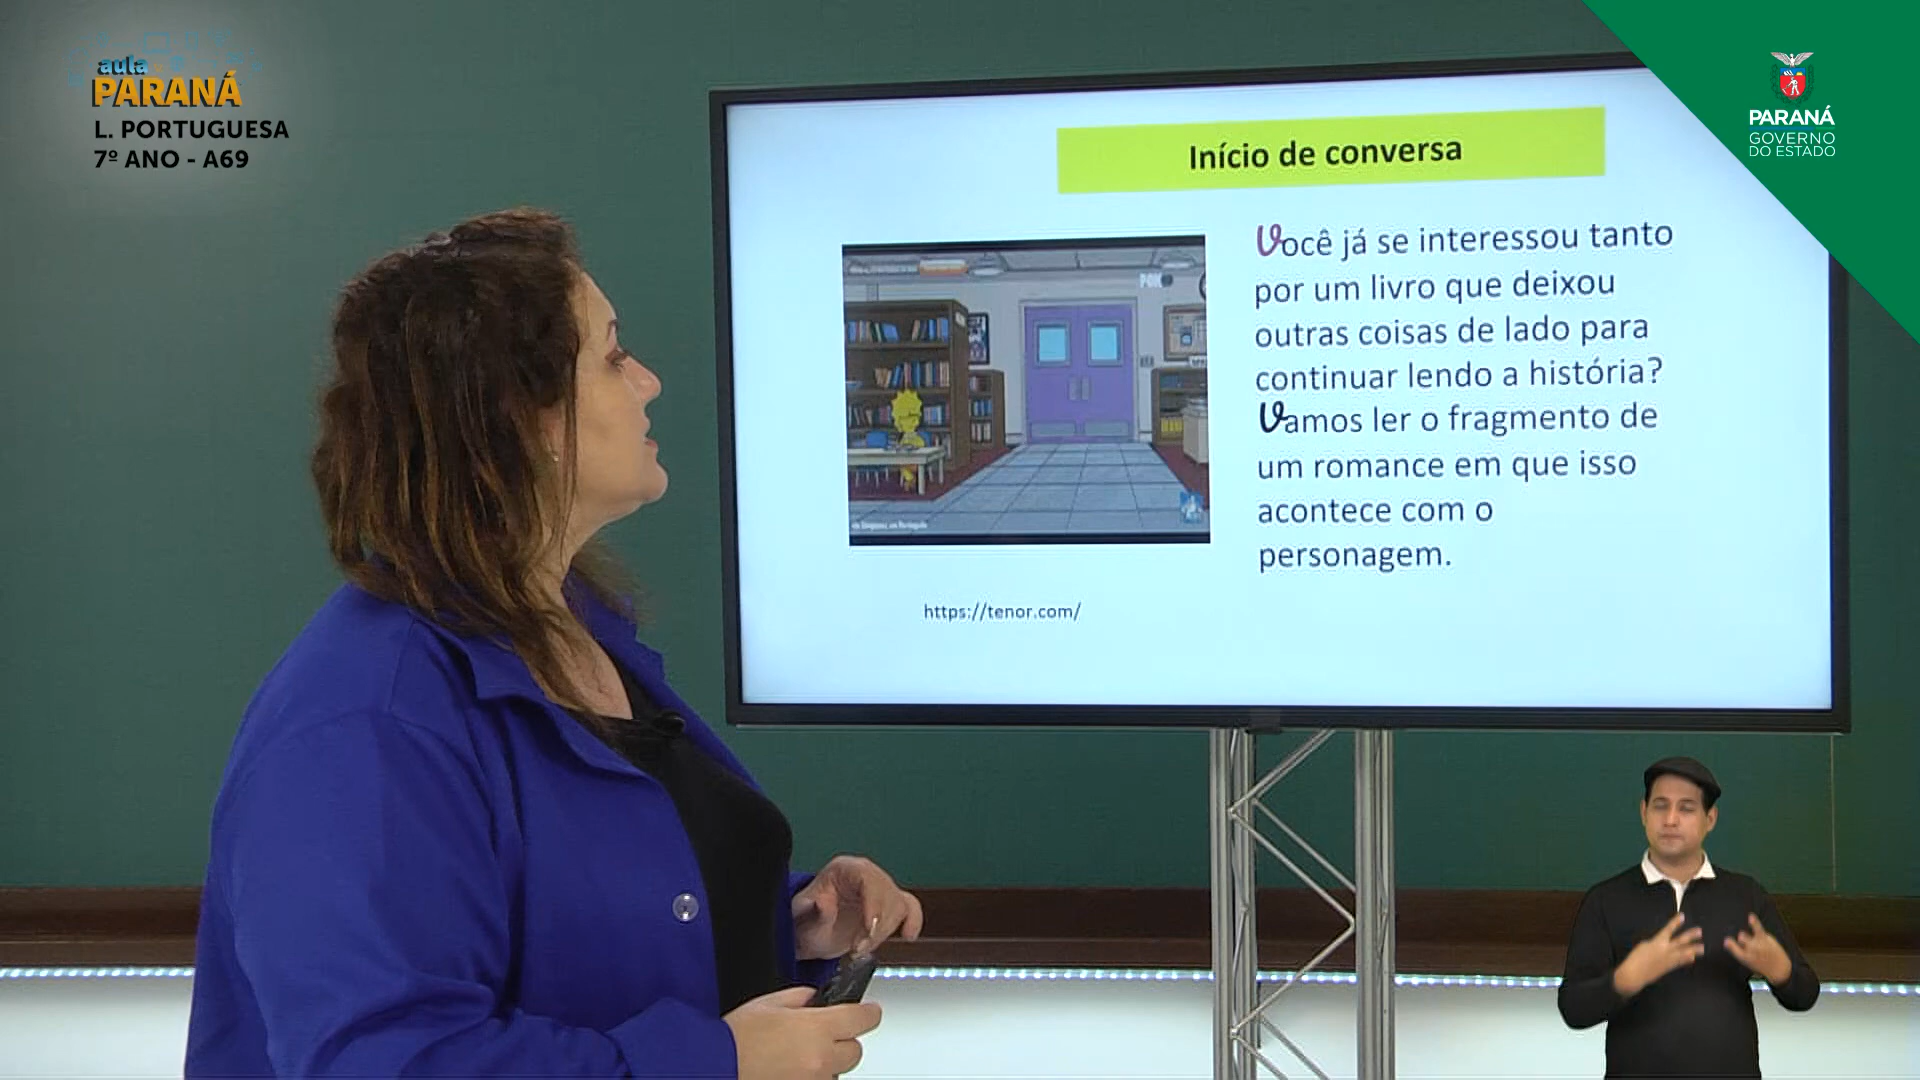 aula
PARANÁ
L. PORTUGUESA
7º ANO - A69
PARANÁ
GOVERNO
DO ESTADO
Início de conversa
Você já se interessou tanto
por um livro que deixou
outras coisas de lado para
continuar lendo a história?
Vamos ler o fragmento de
um romance em que isso
acontece com o
personagem.
https://tenor.com/